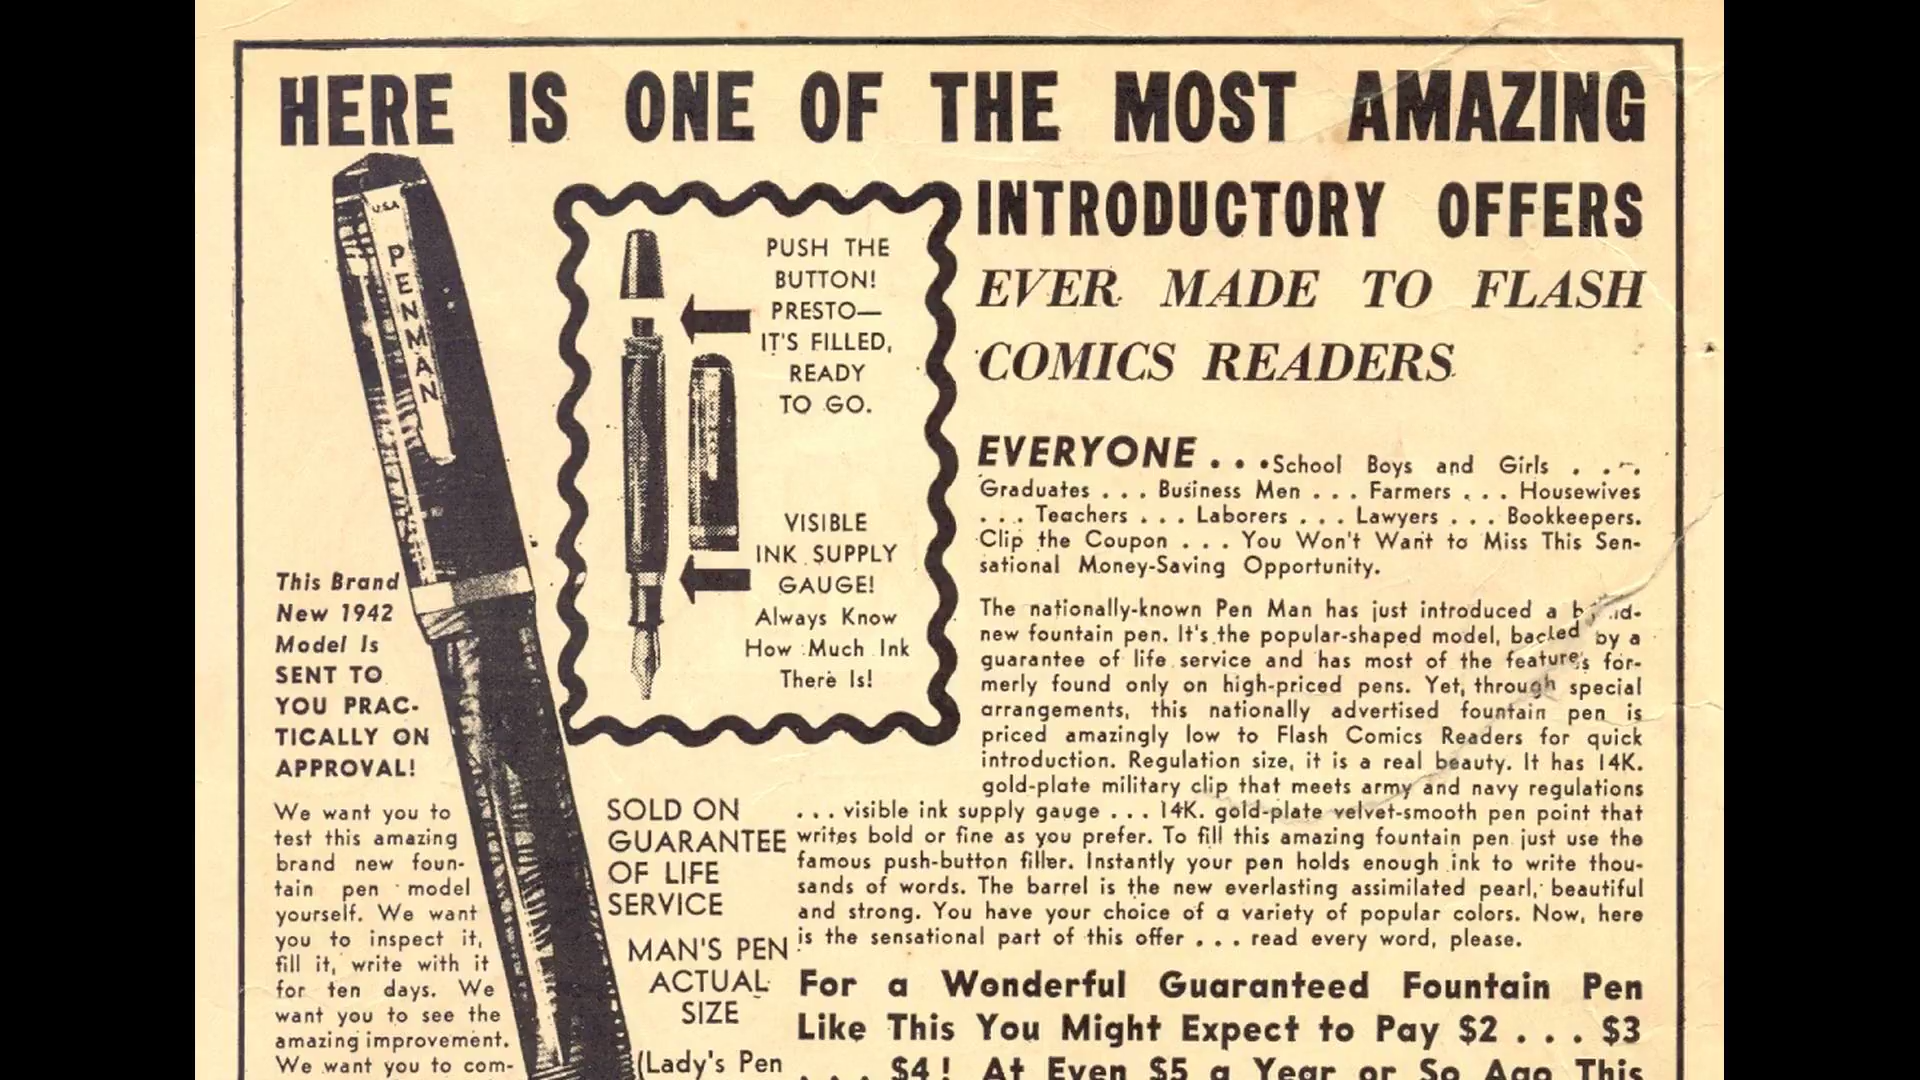 HERE IS ONE OF THE MOST AMAZING
INTRODUCTORY OFFERS
EVER MADE TO FLASH
COMICS READERS
USA
PENMAN
PUSH THE
BUTTON!
PRESTO—
IT'S FILLED,
READY
TO GO.
VISIBLE
INK SUPPLY
GAUGE!
Always Know
How Much Ink
There Is!
EVERYONE . . . School Boys and Girls . . .
Graduates . . . Business Men . . . Farmers . . . Housewives
. . . Teachers . . . Laborers . . . Lawyers . . . Bookkeepers.
Clip the Coupon . . . You Won't Want to Miss This Sen-
sational Money-Saving Opportunity.
The nationally-known Pen Man has just introduced a brand-
new fountain pen. It's the popular-shaped model, backed by a
guarantee of life service and has most of the features for-
merly found only on high-priced pens. Yet, through special
arrangements, this nationally advertised fountain pen is
priced amazingly low to Flash Comics Readers for quick
introduction. Regulation size, it is a real beauty. It has 14K.
gold-plate military clip that meets army and navy regulations
. . . visible ink supply gauge . . . 14K. gold-plate velvet-smooth pen point that
writes bold or fine as you prefer. To fill this amazing fountain pen just use the
famous push-button filler. Instantly your pen holds enough ink to write thou-
sands of words. The barrel is the new everlasting assimilated pearl, beautiful
and strong. You have your choice of a variety of popular colors. Now, here
is the sensational part of this offer . . . read every word, please.
For a Wonderful Guaranteed Fountain Pen
Like This You Might Expect to Pay $2 . . . $3
. . . $4! At Even $5 a Year or So Ago This
This Brand
New 1942
Model Is
SENT TO
YOU PRAC-
TICALLY ON
APPROVAL!
We want you to
test this amazing
brand new foun-
tain pen model
yourself. We want
you to inspect it,
fill it, write with it
for ten days. We
want you to see the
amazing improvement.
We want you to com-
SOLD ON
GUARANTEE
OF LIFE
SERVICE
MAN'S PEN
ACTUAL
SIZE
(Lady's Pen